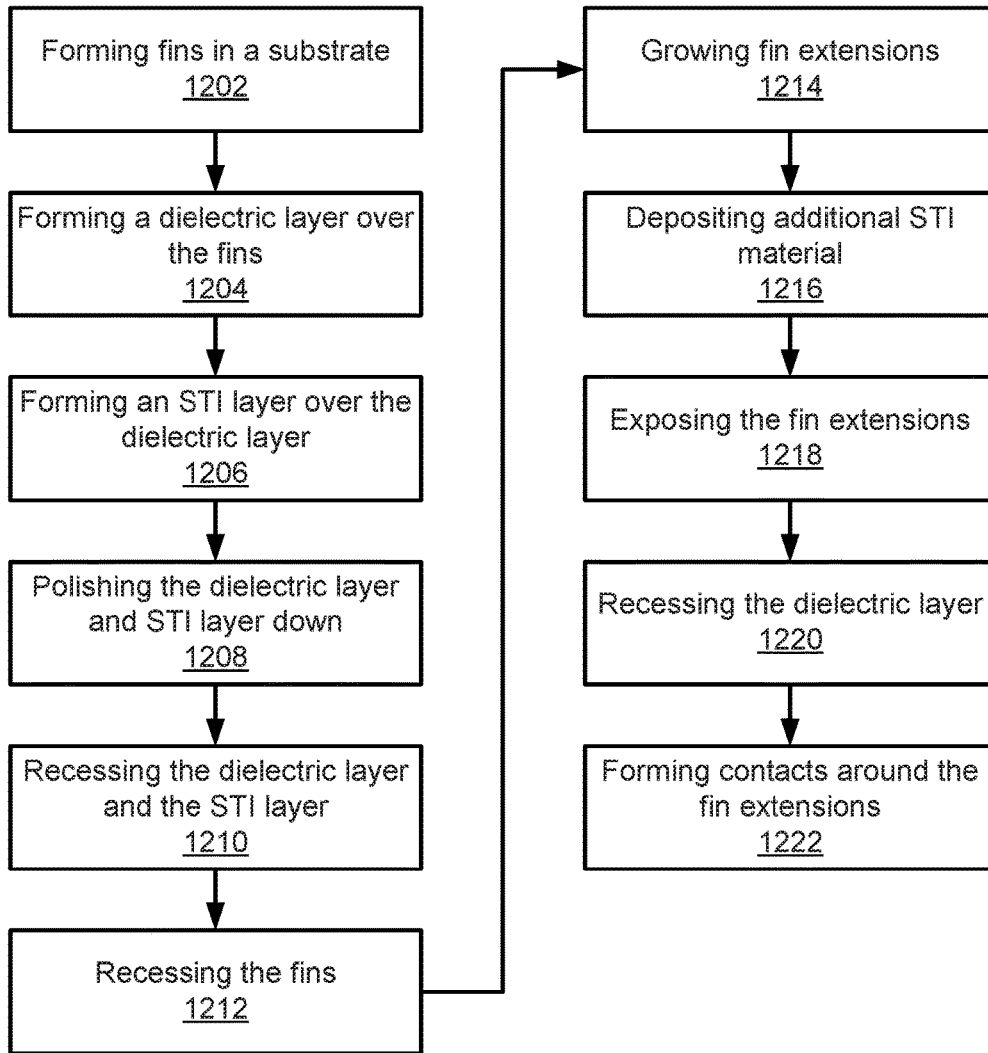 Forming fins in a substrate
1202
Forming a dielectric layer over
the fins
1204
Forming an STI layer over the
dielectric layer
1206
Polishing the dielectric layer
and STI layer down
1208
Recessing the dielectric layer
and the STI layer
1210
Recessing the fins
1212
Growing fin extensions
1214
Depositing additional STI
material
1216
Exposing the fin extensions
1218
Recessing the dielectric layer
1220
Forming contacts around the
fin extensions
1222